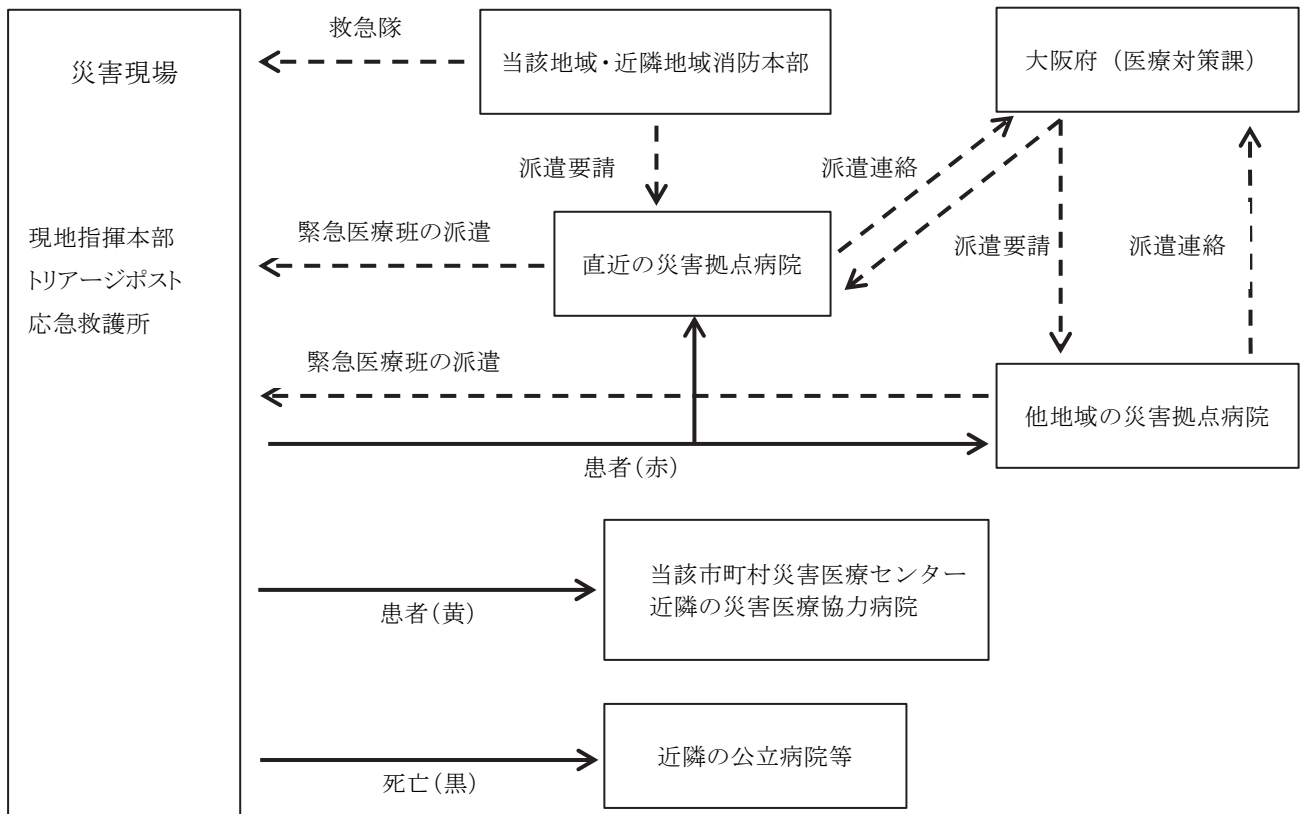 災害現場
現地指揮本部
トリアージポスト
応急救護所
救急隊
当該地域・近隣地域消防本部
大阪府（医療対策課）
派遣要請
派遣連絡
緊急医療班の派遣
直近の災害拠点病院
派遣要請
派遣連絡
緊急医療班の派遣
他地域の災害拠点病院
患者（赤）
当該市町村災害医療センター
近隣の災害医療協力病院
患者（黄）
近隣の公立病院等
死亡（黒）